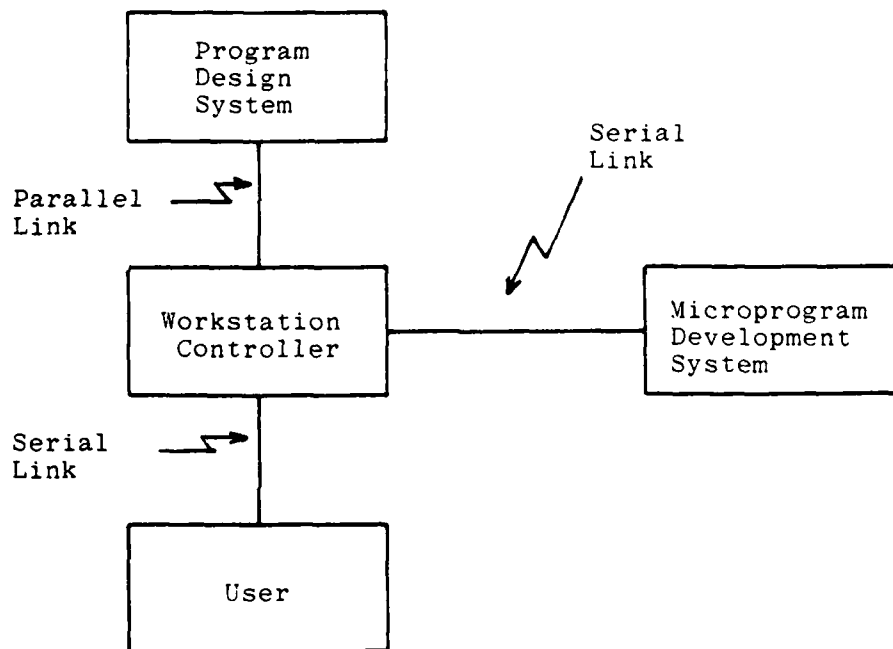 Program
Design
System
Serial
Link
Parallel
Link
Workstation
Controller
Microprogram
Development
System
Serial
Link
User